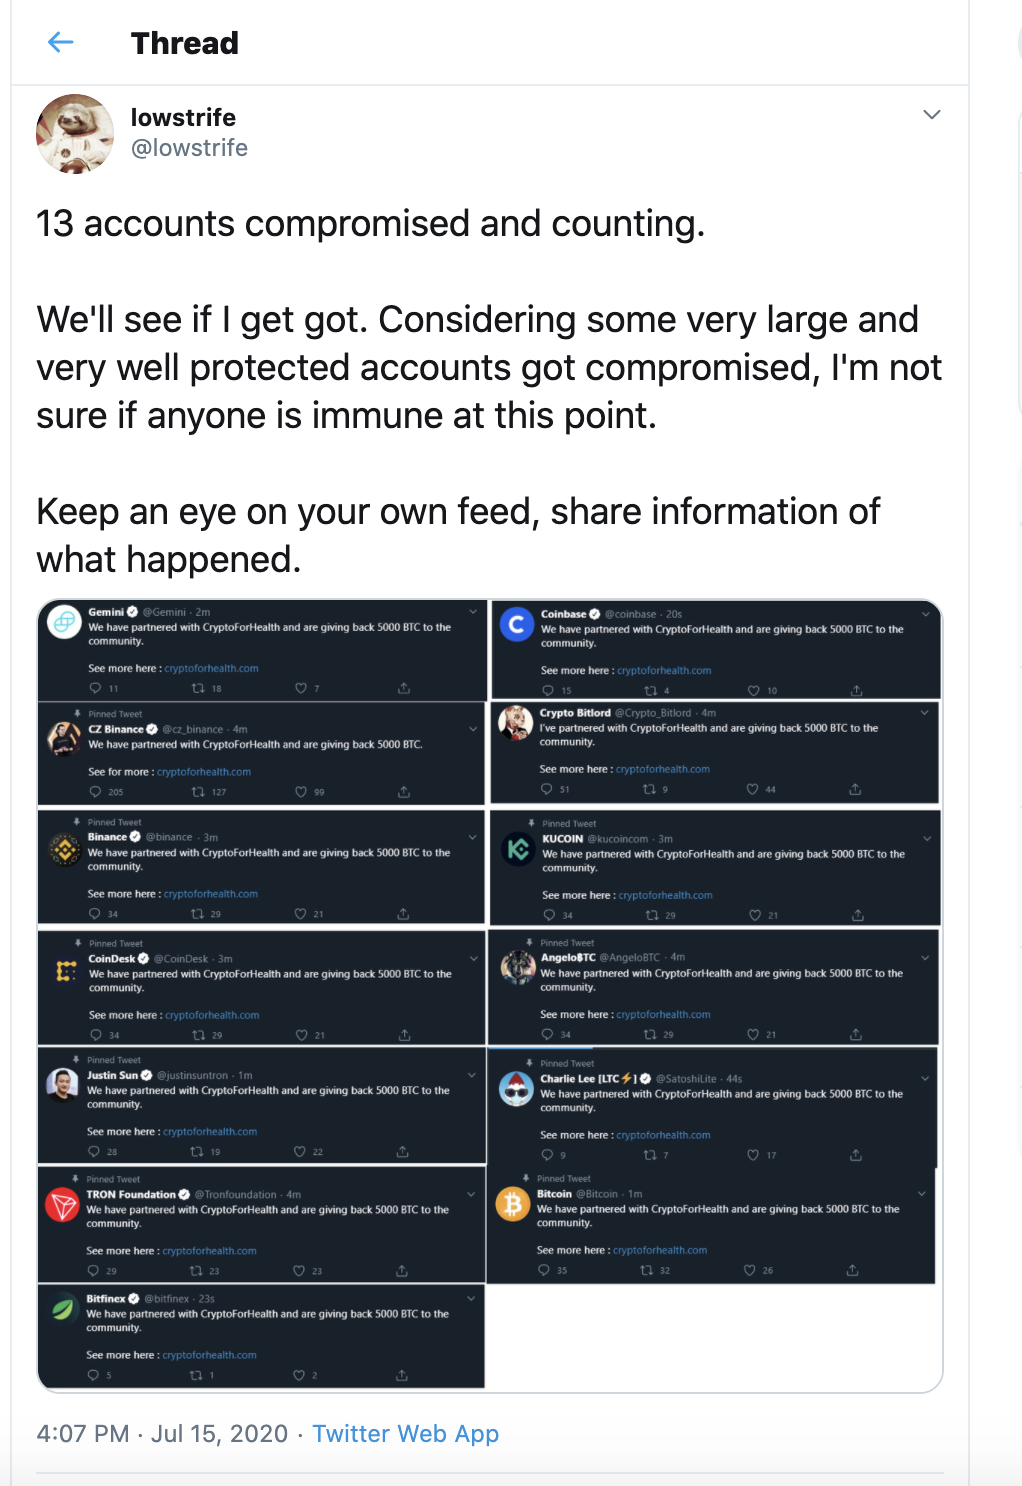 Thread
lowstrife
@lowstrife
13 accounts compromised and counting.
We'll see if I get got. Considering some very large and
very well protected accounts got compromised, I'm not
sure if anyone is immune at this point.
Keep an eye on your own feed, share information of
what happened.
Gemini @Gemini · 2m
We have partnered with CryptoForHealth and are giving back 5000 BTC to the
community.
See more here : cryptoforhealth.com
11 18 7
Coinbase @coinbase · 20s
We have partnered with CryptoForHealth and are giving back 5000 BTC to the
community.
See more here : cryptoforhealth.com
15 4 10
Pinned Tweet
CZ Binance @cz_binance · 4m
We have partnered with CryptoForHealth and are giving back 5000 BTC.
See for more : cryptoforhealth.com
205 127 99
Crypto Bitlord @Crypto_Bitlord · 4m
I've partnered with CryptoForHealth and are giving back 5000 BTC to the
community.
See more here : cryptoforhealth.com
51 9 44
Pinned Tweet
Binance @binance · 3m
We have partnered with CryptoForHealth and are giving back 5000 BTC to the
community.
See more here : cryptoforhealth.com
34 29 21
Pinned Tweet
KUCOIN @kucoincom · 3m
We have partnered with CryptoForHealth and are giving back 5000 BTC to the
community.
See more here : cryptoforhealth.com
34 29 21
Pinned Tweet
CoinDesk @CoinDesk · 3m
We have partnered with CryptoForHealth and are giving back 5000 BTC to the
community.
See more here : cryptoforhealth.com
34 29 21
Pinned Tweet
Angelo฿TC @AngeloBTC · 4m
We have partnered with CryptoForHealth and are giving back 5000 BTC to the
community.
See more here : cryptoforhealth.com
34 29 21
Pinned Tweet
Justin Sun @justinsuntron · 1m
We have partnered with CryptoForHealth and are giving back 5000 BTC to the
community.
See more here : cryptoforhealth.com
28 19 22
Pinned Tweet
Charlie Lee [LTC⚡] @SatoshiLite · 44s
We have partnered with CryptoForHealth and are giving back 5000 BTC to the
community.
See more here : cryptoforhealth.com
9 7 17
Pinned Tweet
TRON Foundation @Tronfoundation · 4m
We have partnered with CryptoForHealth and are giving back 5000 BTC to the
community.
See more here : cryptoforhealth.com
29 23 23
Pinned Tweet
Bitcoin @Bitcoin · 1m
We have partnered with CryptoForHealth and are giving back 5000 BTC to the
community.
See more here : cryptoforhealth.com
35 32 26
Bitfinex @bitfinex · 23s
We have partnered with CryptoForHealth and are giving back 5000 BTC to the
community.
See more here : cryptoforhealth.com
5 1 2
4:07 PM · Jul 15, 2020 · Twitter Web App